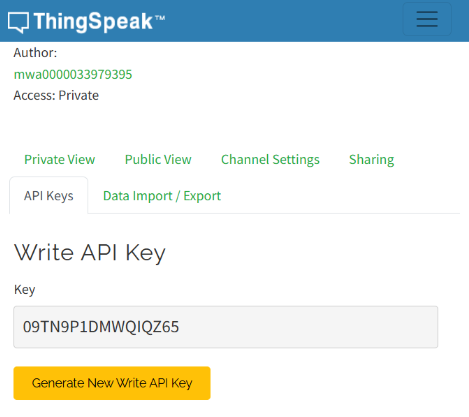 ThingSpeak™
Author:
mwa0000033979395
Access: Private
Private View Public View Channel Settings Sharing
API Keys Data Import / Export
Write API Key
Key
09TN9P1DMWQIQZ65
Generate New Write API Key